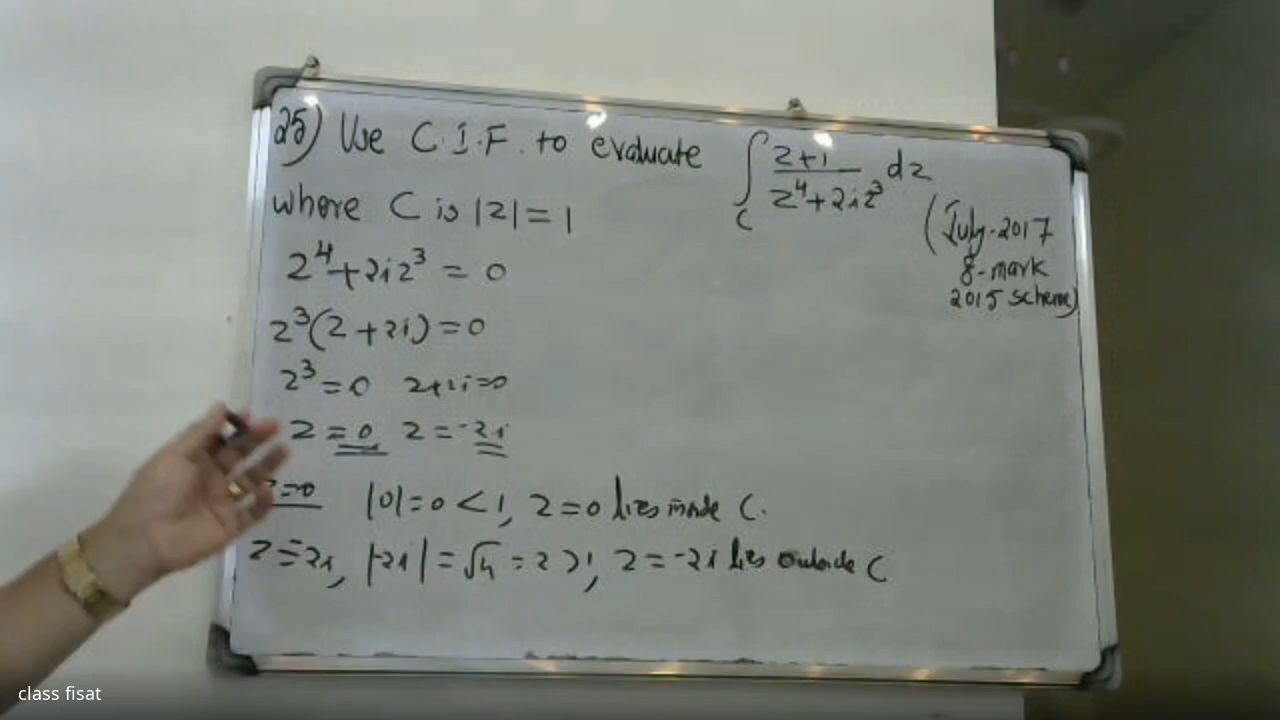 25) Use C.I.F. to evaluate ∫_C (z+1)/(z⁴+2iz³) dz
where C is |z| = 1
(July-2017
8-mark
2015 scheme)
z⁴+2iz³ = 0
z³(z+2i) = 0
z³ = 0 z+2i=0
z = 0 z = -2i
z=0 |0| = 0 < 1, z = 0 lies inside C.
z = -2i, |-2i| = √4 = 2 > 1, z = -2i lies outside C
class fisat